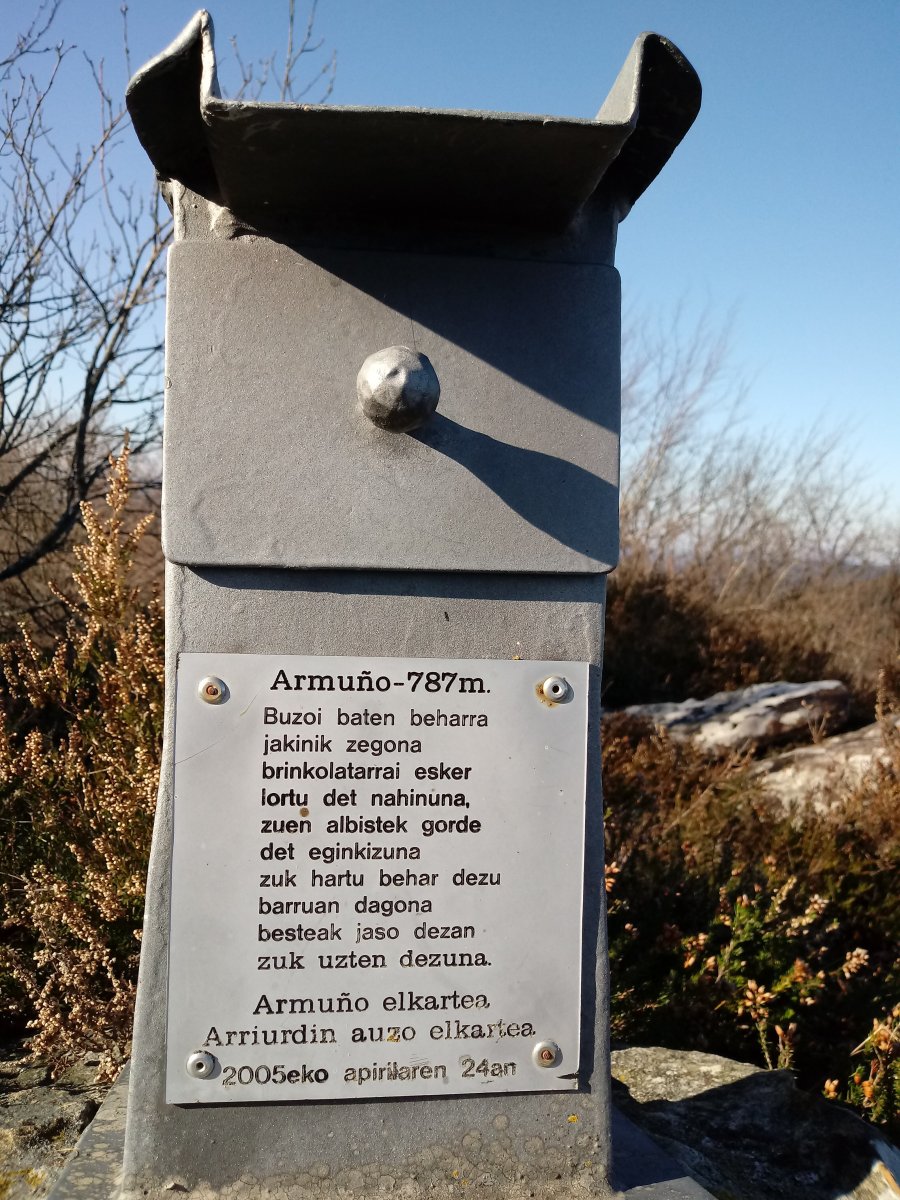 Armuño-787m.
Buzoi baten beharra
jakinik zegona
brinkolatarrai esker
lortu det nahinuna,
zuen albistek gorde
det eginkizuna
zuk hartu behar dezu
barruan dagona
besteak jaso dezan
zuk uzten dezuna.
Armuño elkartea
Arriurdin auzo elkartea
2005eko apirilaren 24an